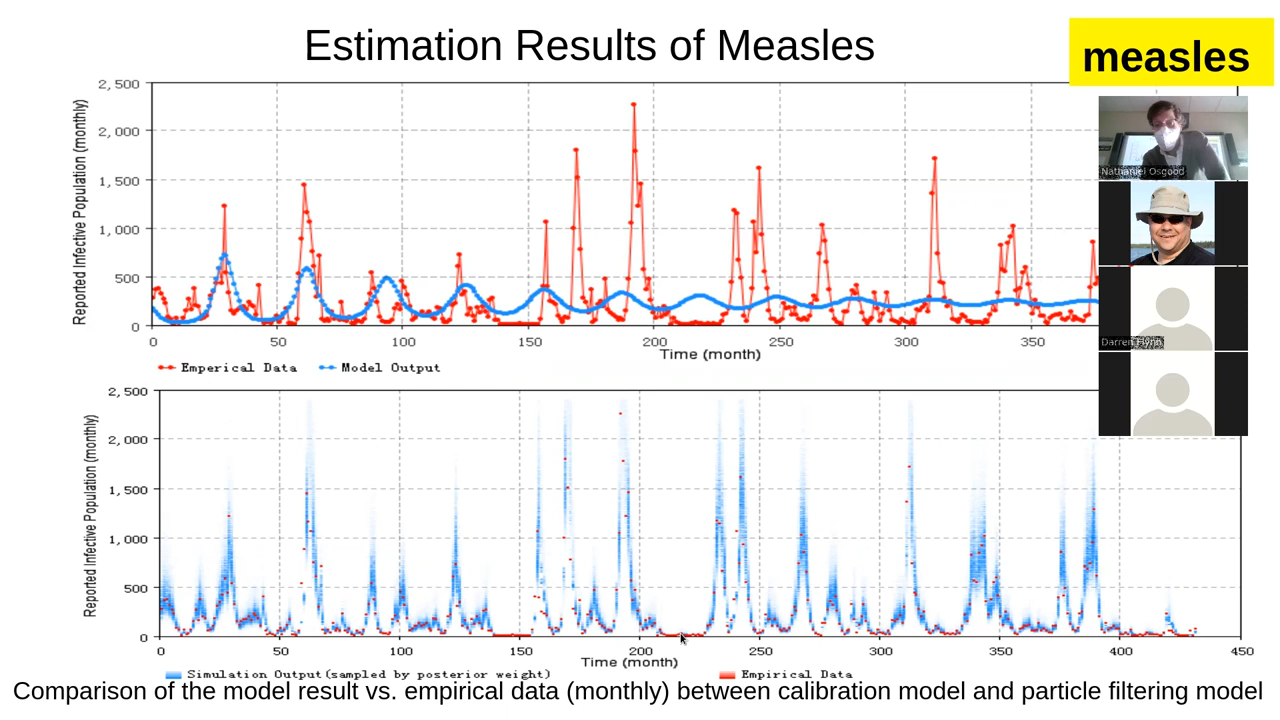 Estimation Results of Measles
measles
Reported Infective Population (monthly)
2,500
2,000
1,500
1,000
500
0
0 50 100 150 200 250 300 350
Time (month)
Emperical Data Model Output
Nathaniel Osgood
Darren Flynn
Reported Infective Population (monthly)
2,500
2,000
1,500
1,000
500
0
0 50 100 150 200 250 300 350 400 450
Time (month)
Simulation Output(sampled by posterior weight) Empirical Data
Comparison of the model result vs. empirical data (monthly) between calibration model and particle filtering model